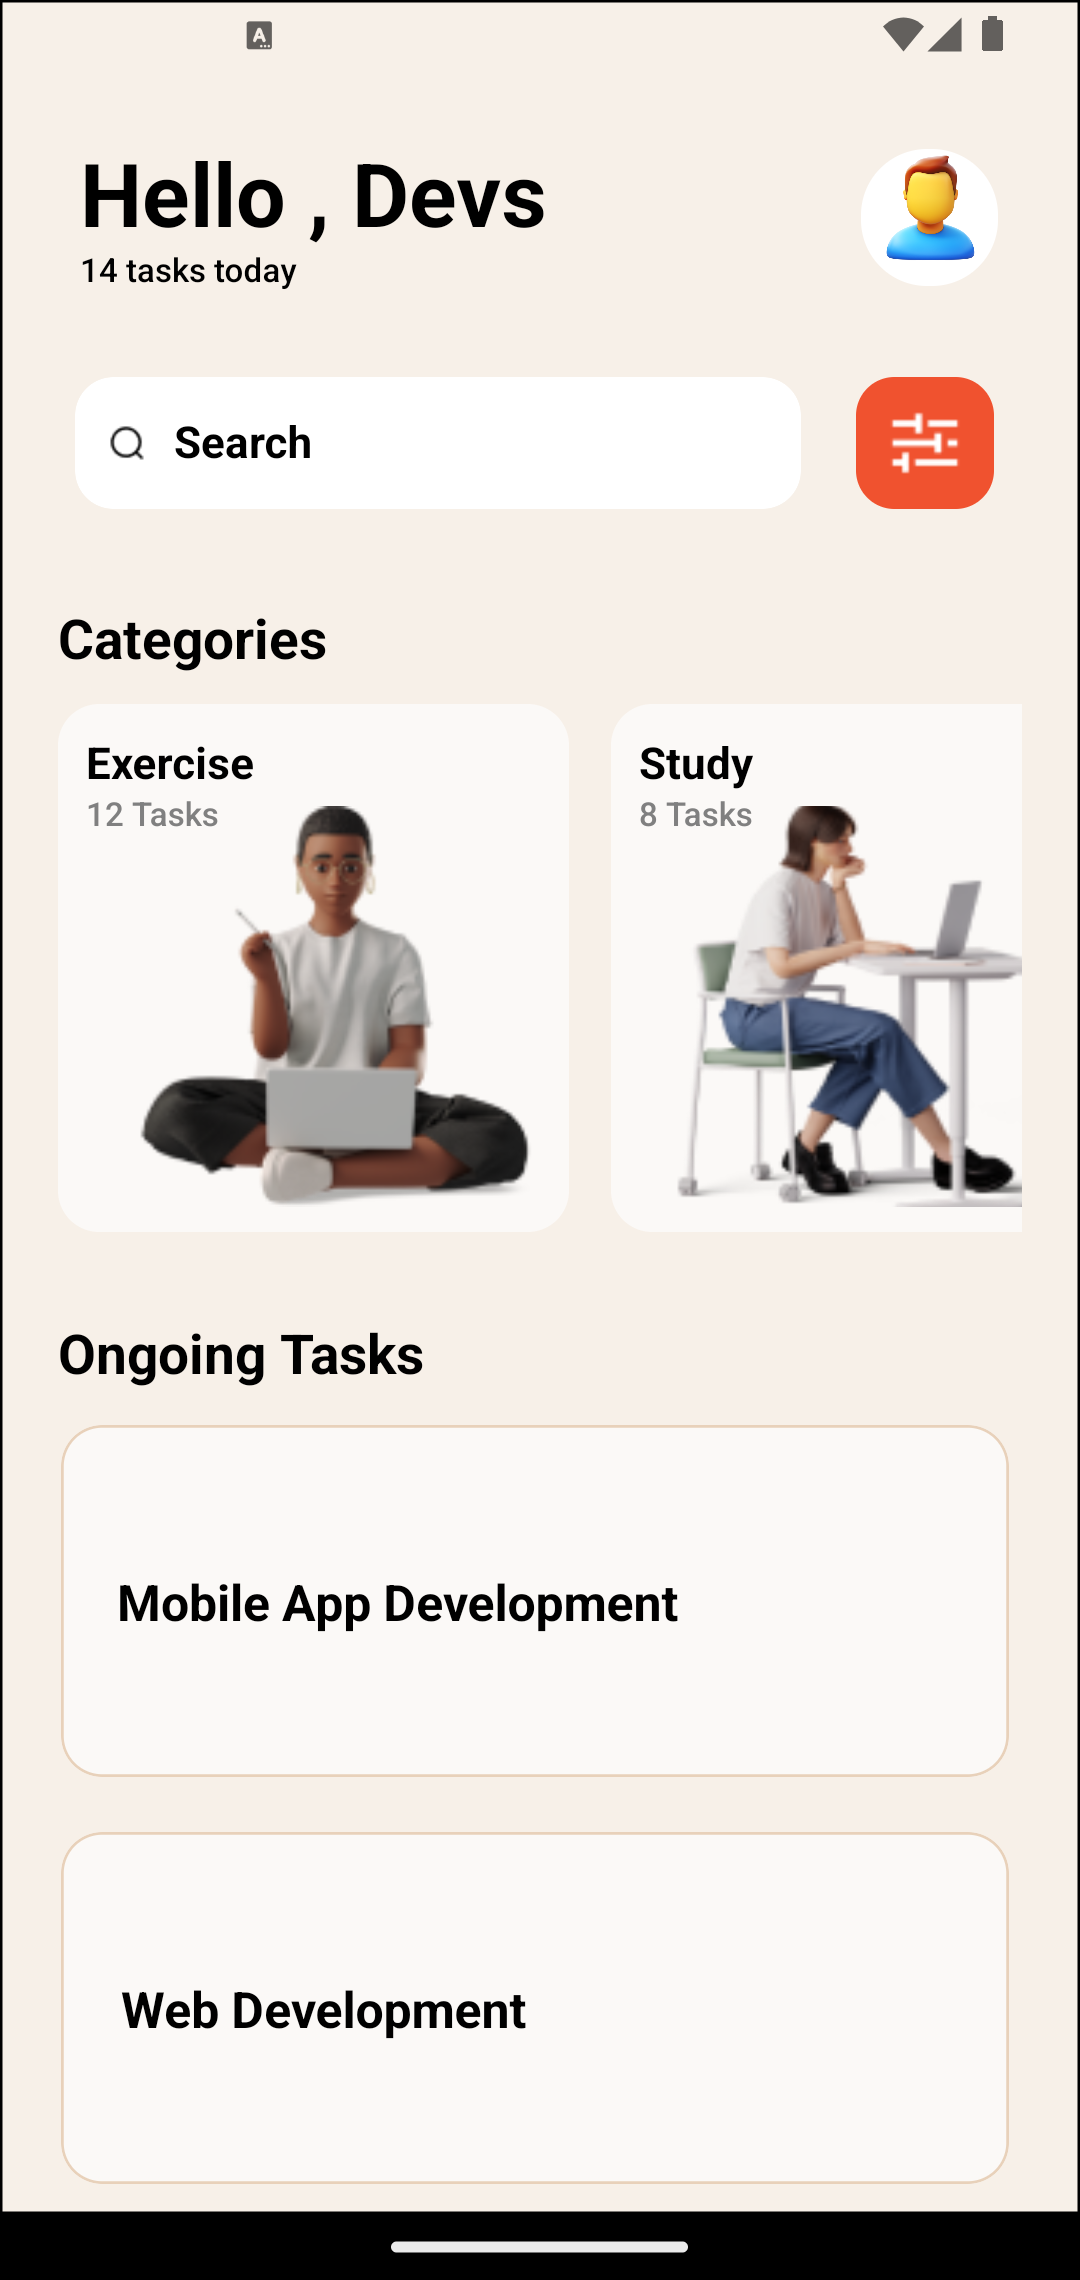 A
Hello , Devs
14 tasks today
Search
Categories
Exercise
12 Tasks
Study
8 Tasks
Ongoing Tasks
Mobile App Development
Web Development